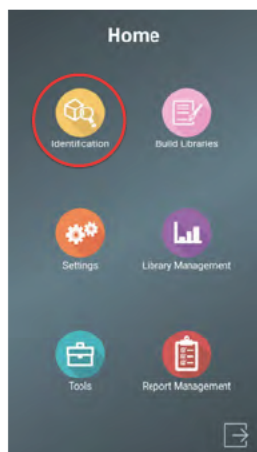 Home
Identification Build Libraries
Settings Library Management
Tools Report Management